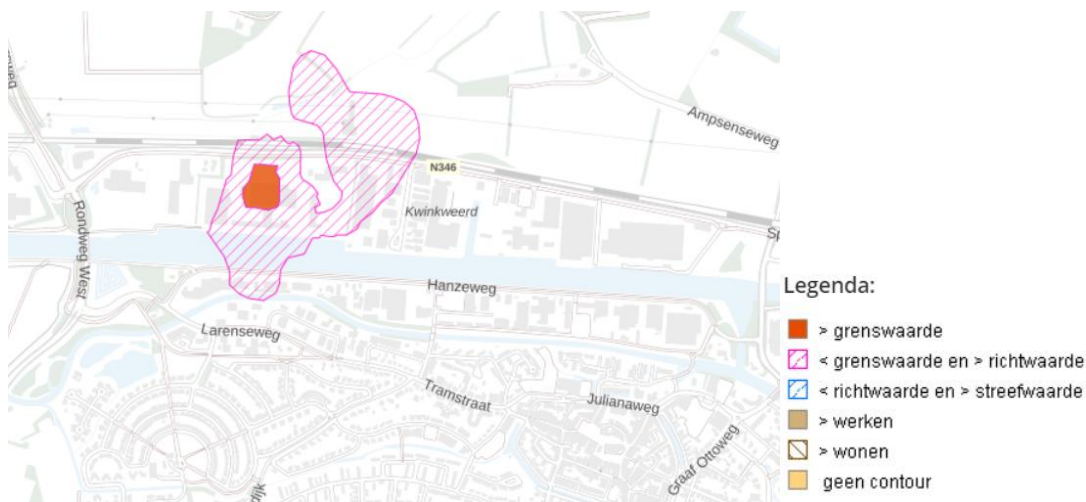 Ampsenseweg
N346
Kwinkweerd
Rondweg West
Hanzeweg
Larenseweg
Tramstraat
Julianaweg
Graaf Ottoweg
Legenda:
> grenswaarde
< grenswaarde en > richtwaarde
< richtwaarde en > streefwaarde
> werken
> wonen
geen contour